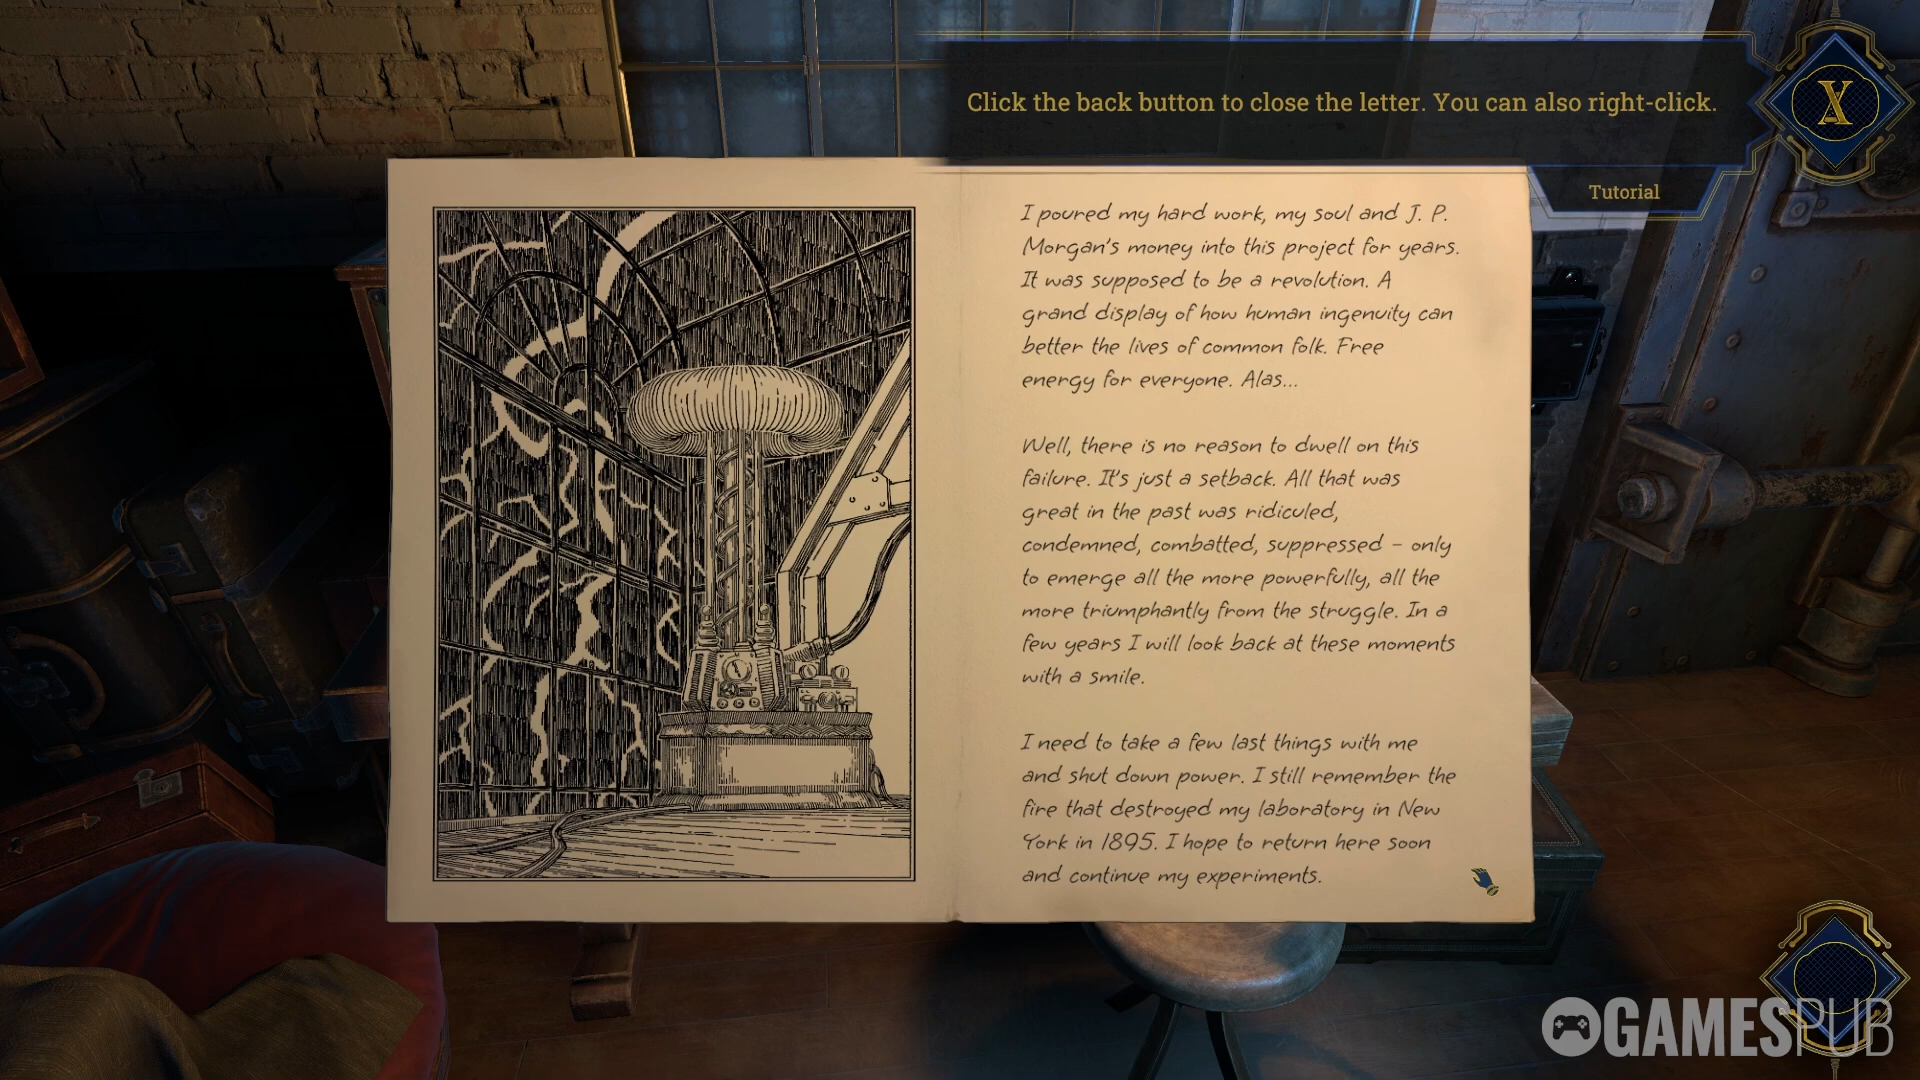 Click the back button to close the letter. You can also right-click.
X
Tutorial
I poured my hard work, my soul and J. P.
Morgan's money into this project for years.
It was supposed to be a revolution. A
grand display of how human ingenuity can
better the lives of common folk. Free
energy for everyone. Alas...
Well, there is no reason to dwell on this
failure. It's just a setback. All that was
great in the past was ridiculed,
condemned, combatted, suppressed – only
to emerge all the more powerfully, all the
more triumphantly from the struggle. In a
few years I will look back at these moments
with a smile.
I need to take a few last things with me
and shut down power. I still remember the
fire that destroyed my laboratory in New
York in 1895. I hope to return here soon
and continue my experiments.
GAMESPUB